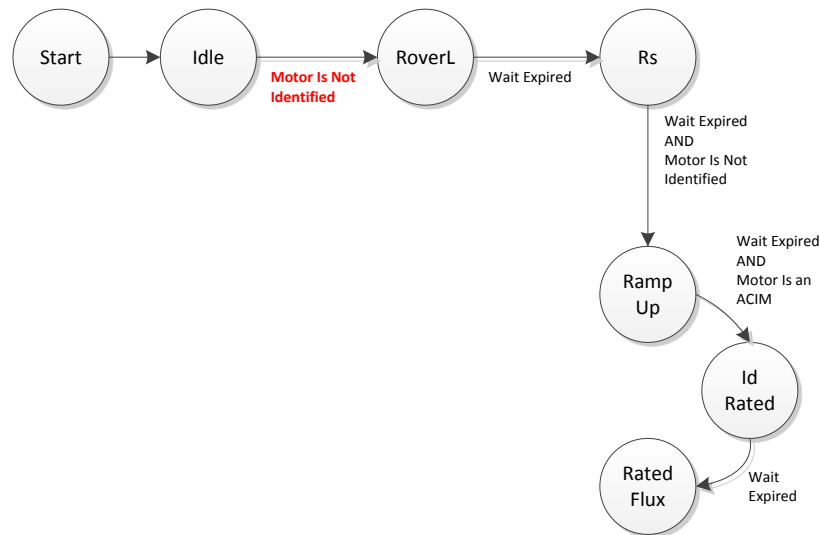 Start
Idle
Motor Is Not
Identified
RoverL
Wait Expired
Rs
Wait Expired
AND
Motor Is Not
Identified
Ramp
Up
Wait Expired
AND
Motor Is an
ACIM
Id
Rated
Wait
Expired
Rated
Flux